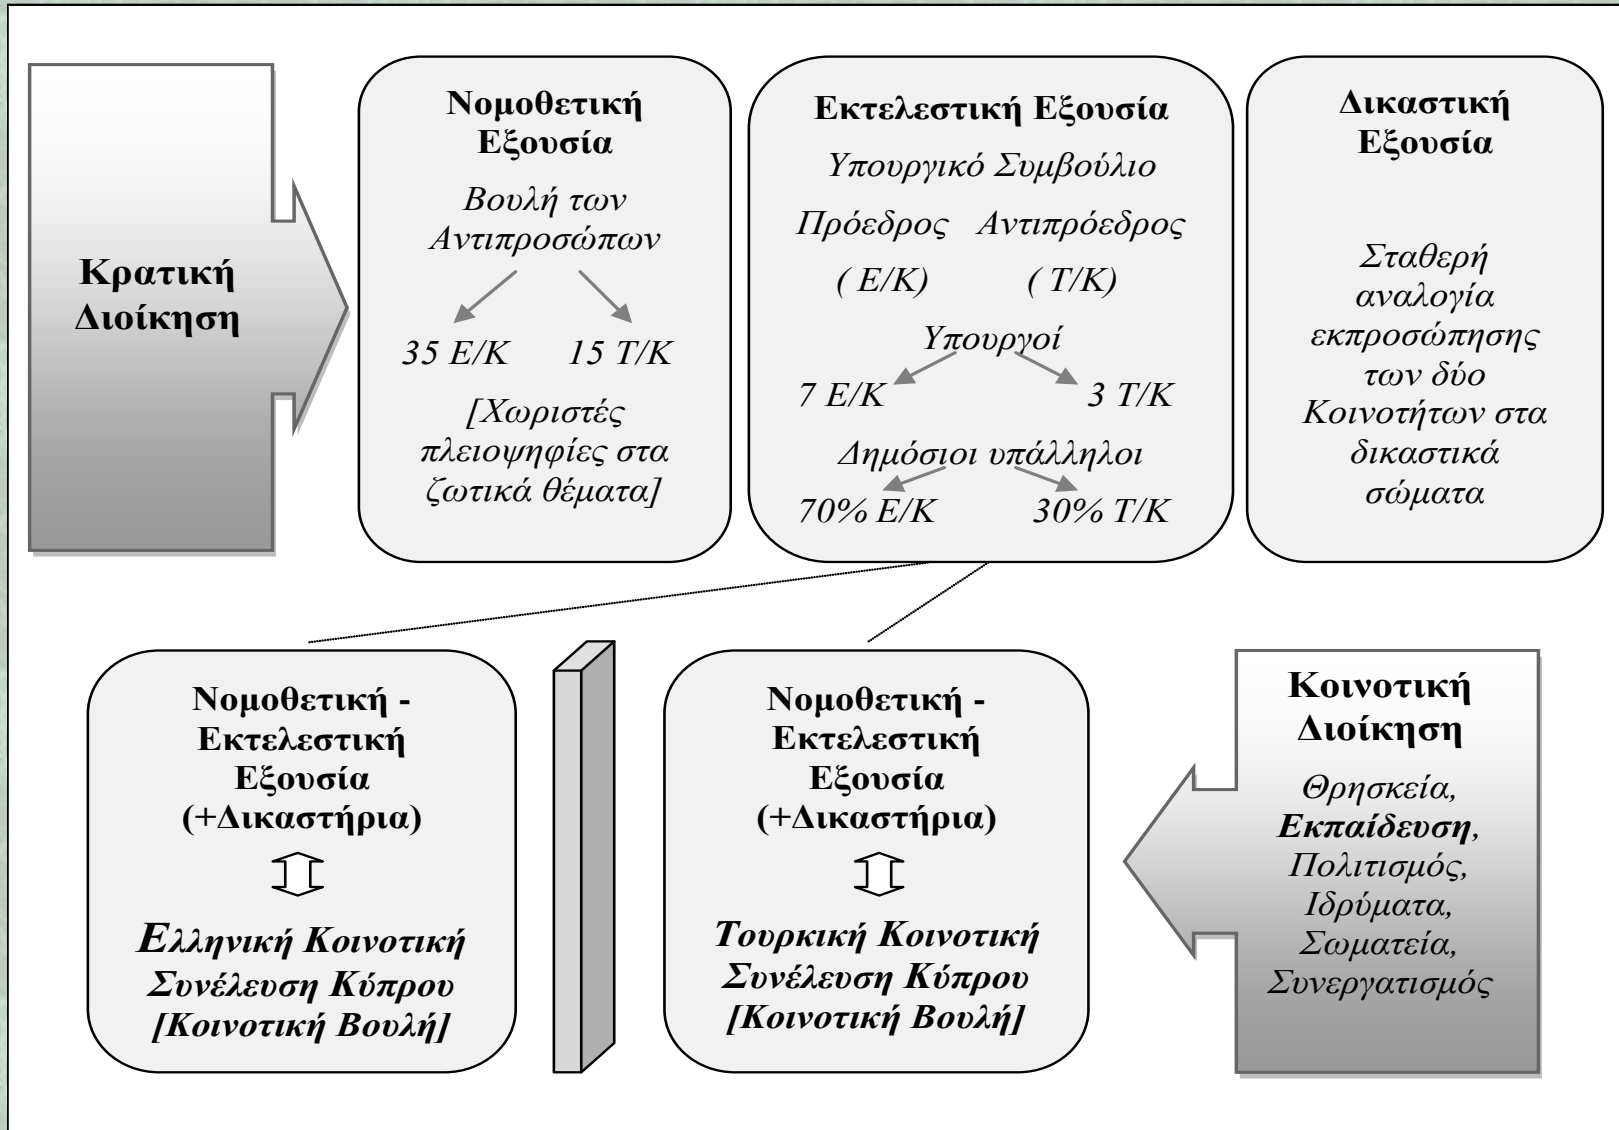 Κρατική
Διοίκηση
Νομοθετική
Εξουσία
Βουλή των
Αντιπροσώπων
35 Ε/Κ 15 Τ/Κ
[Χωριστές
πλειοψηφίες στα
ζωτικά θέματα]
Εκτελεστική Εξουσία
Υπουργικό Συμβούλιο
Πρόεδρος Αντιπρόεδρος
( Ε/Κ) ( Τ/Κ)
Υπουργοί
7 Ε/Κ 3 Τ/Κ
Δημόσιοι υπάλληλοι
70% Ε/Κ 30% Τ/Κ
Δικαστική
Εξουσία
Σταθερή
αναλογία
εκπροσώπησης
των δύο
Κοινοτήτων στα
δικαστικά
σώματα
Νομοθετική -
Εκτελεστική
Εξουσία
(+Δικαστήρια)
Ελληνική Κοινοτική
Συνέλευση Κύπρου
[Κοινοτική Βουλή]
Νομοθετική -
Εκτελεστική
Εξουσία
(+Δικαστήρια)
Τουρκική Κοινοτική
Συνέλευση Κύπρου
[Κοινοτική Βουλή]
Κοινοτική
Διοίκηση
Θρησκεία,
Εκπαίδευση,
Πολιτισμός,
Ιδρύματα,
Σωματεία,
Συνεργατισμός